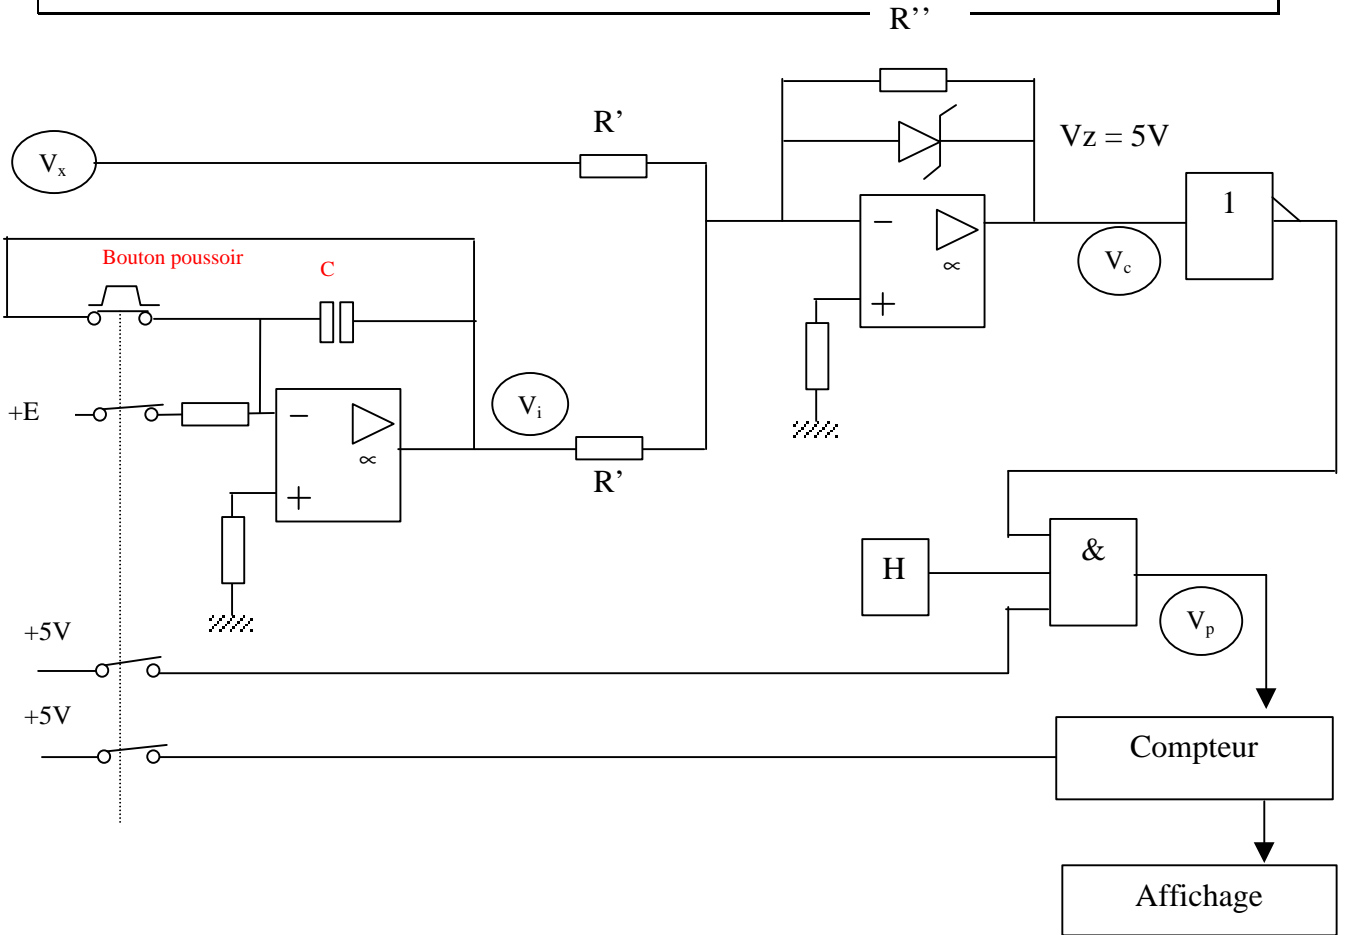 R’’
R’
Vz = 5V
Vx
1
Bouton poussoir
C
−
∝
Vc
+
+E
−
Vi
∝
R’
+
&
H
+5V
Vp
+5V
Compteur
Affichage